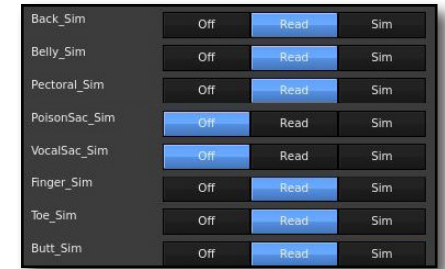 Back_Sim Off Read Sim
Belly_Sim Off Read Sim
Pectoral_Sim Off Read Sim
PoisonSac_Sim Off Read Sim
VocalSac_Sim Off Read Sim
Finger_Sim Off Read Sim
Toe_Sim Off Read Sim
Butt_Sim Off Read Sim